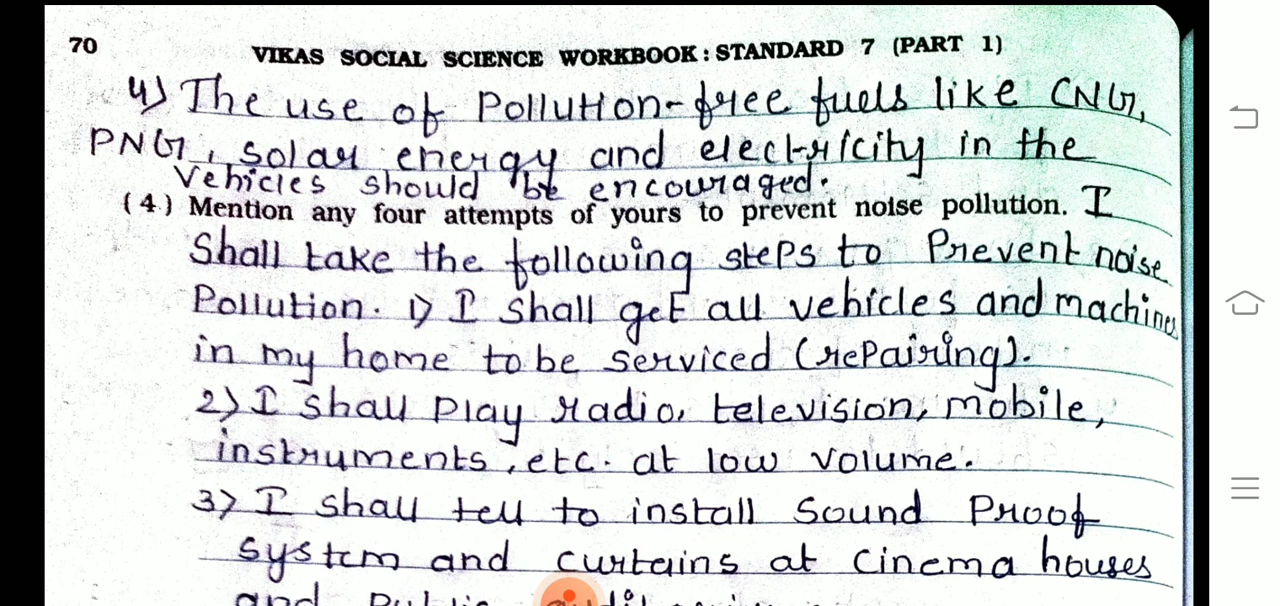 70
VIKAS SOCIAL SCIENCE WORKBOOK : STANDARD 7 (PART 1)
4) The use of Pollution-free fuels like CNG,
PNG, solar energy and electricity in the
Vehicles should be encouraged.
(4) Mention any four attempts of yours to prevent noise pollution. I
Shall take the following steps to Prevent noise
Pollution. 1) I shall get all vehicles and machines
in my home to be serviced (repairing).
2) I shall Play radio, television, mobile,
instruments, etc. at low volume.
3) I shall tell to install Sound Proof
system and curtains at Cinema houses
and Public